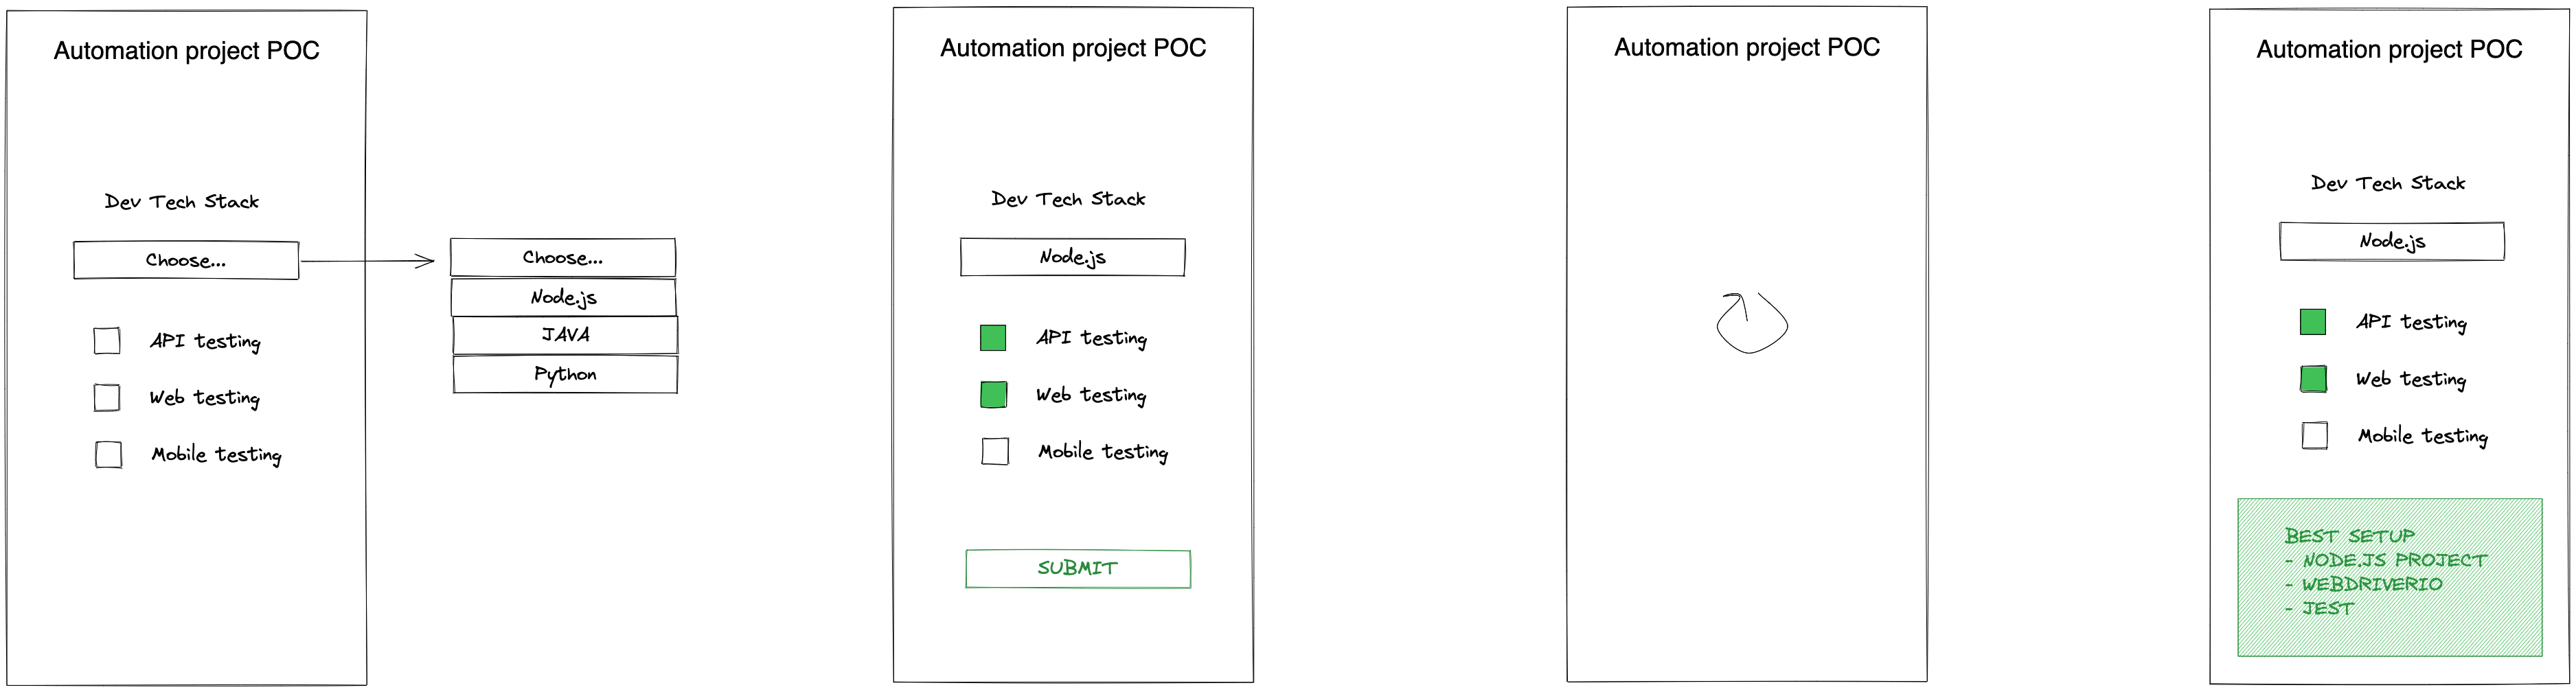 Automation project POC
Dev Tech Stack
Choose...
API testing
Web testing
Mobile testing
Choose...
Node.js
JAVA
Python
Automation project POC
Dev Tech Stack
Node.js
API testing
Web testing
Mobile testing
SUBMIT
Automation project POC
Automation project POC
Dev Tech Stack
Node.js
API testing
Web testing
Mobile testing
BEST SETUP
- NODE.JS PROJECT
- WEBDRIVERIO
- JEST